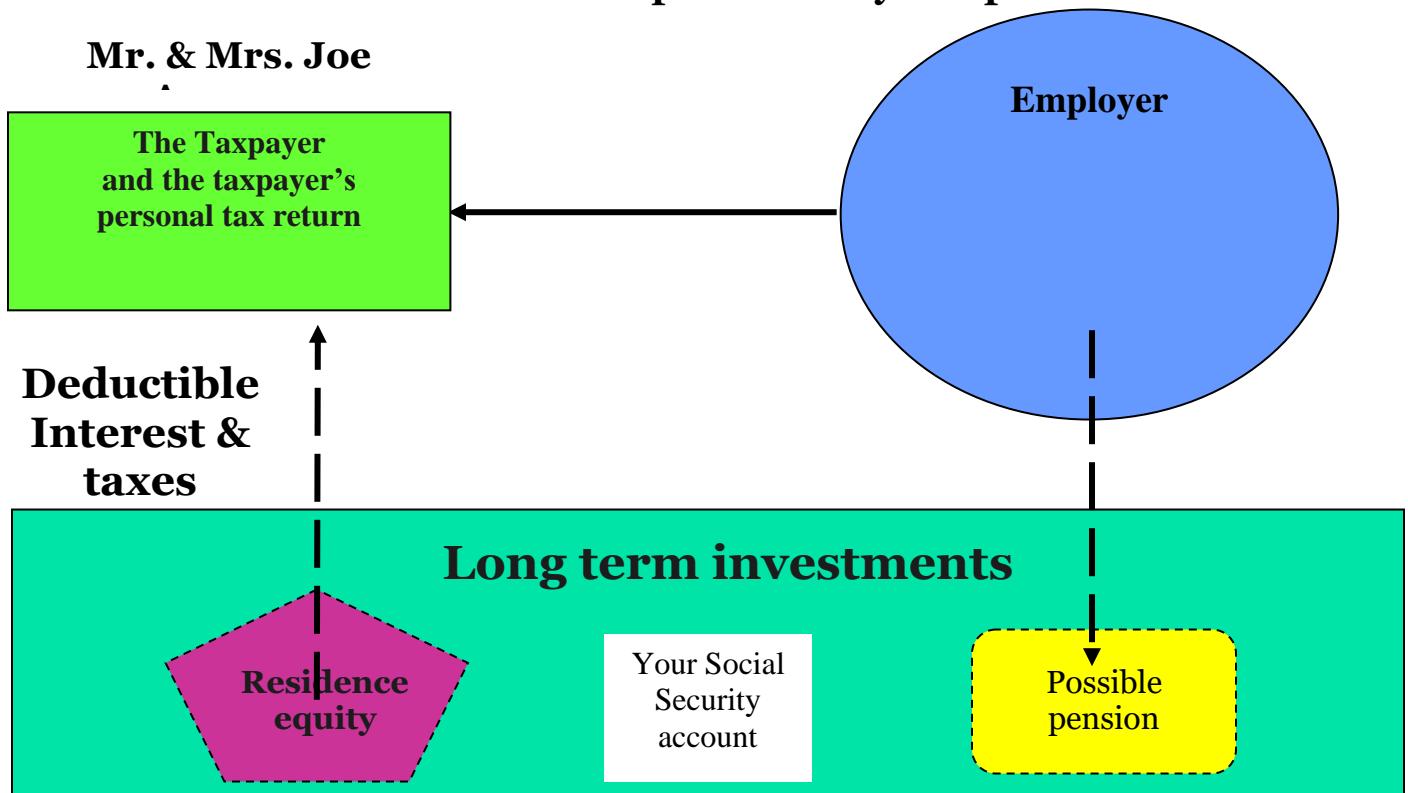 Mr. & Mrs. Joe
Employer
The Taxpayer
and the taxpayer’s
personal tax return
Deductible
Interest &
taxes
Long term investments
Residence
equity
Your Social
Security
account
Possible
pension